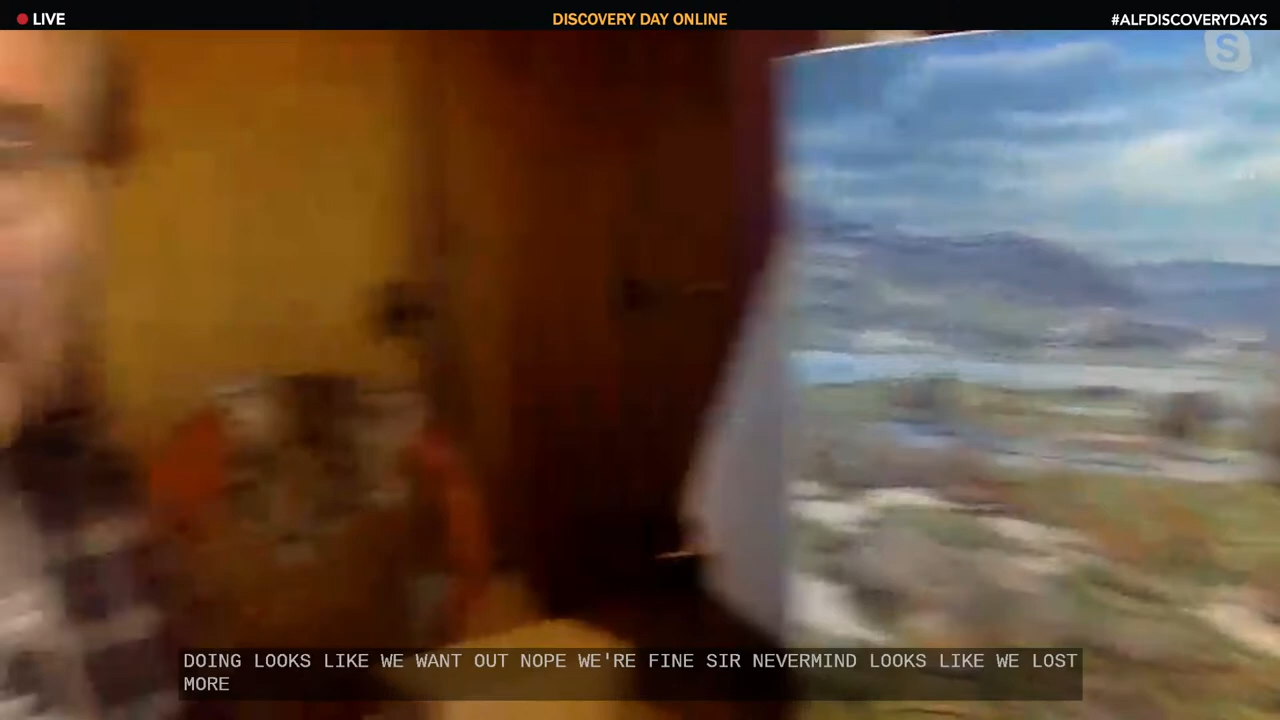 LIVE
DISCOVERY DAY ONLINE
#ALFDISCOVERYDAYS
S
DOING LOOKS LIKE WE WANT OUT NOPE WE'RE FINE SIR NEVERMIND LOOKS LIKE WE LOST
MORE